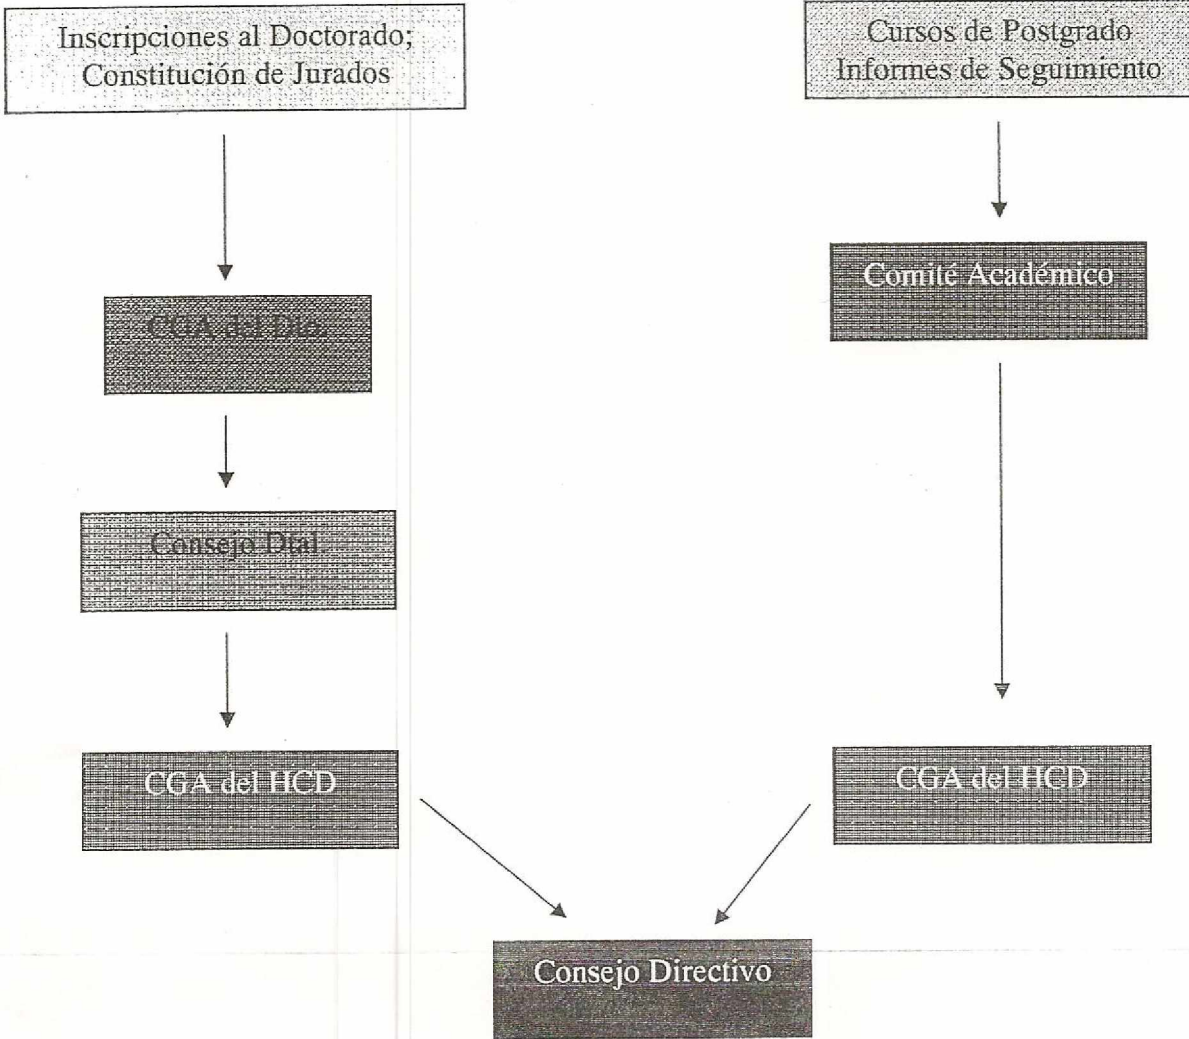 Inscripciones al Doctorado;
Constitución de Jurados
CGA del Dto.
Consejo Dtal.
CGA del HCD
Cursos de Postgrado
Informes de Seguimiento
Comité Académico
CGA del HCD
Consejo Directivo